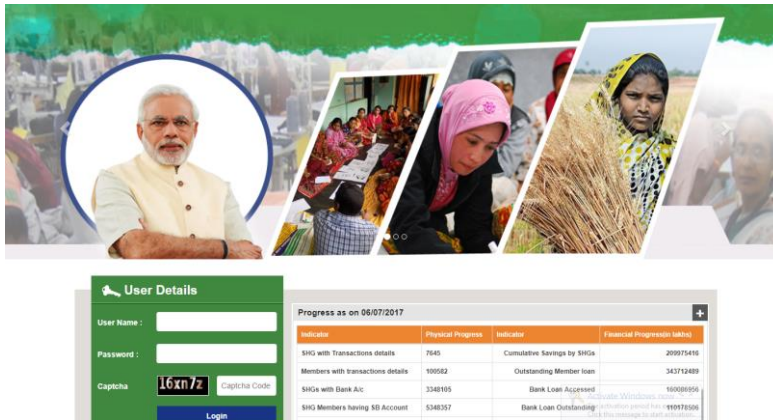 User Details
User Name :
Password :
Captcha
16xn7z
Captcha Code
Login
Progress as on 06/07/2017
+
Indicator Physical Progress Indicator Financial Progress(in lakhs)
SHG with Transactions details 7645 Cumulative Savings by SHGs 209975416
Members with transactions details 100582 Outstanding Member loan 343712489
SHGs with Bank A/c 3348105 Bank Loan Accessed 160086956
SHG Members having SB Account 5348357 Bank Loan Outstanding 110178506
Activate Windows now